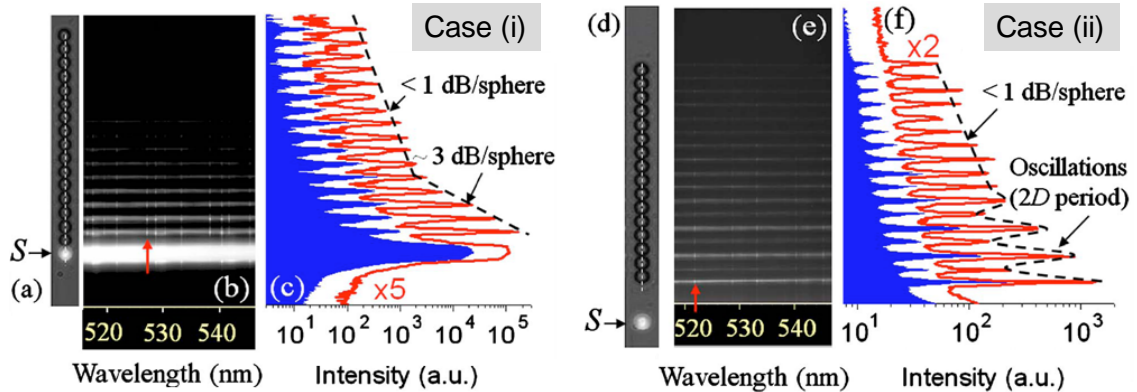 Case (i)
(a)
S
(b)
520 530 540
Wavelength (nm)
(c)
< 1 dB/sphere
~ 3 dB/sphere
x5
10¹ 10² 10³ 10⁴ 10⁵
Intensity (a.u.)
Case (ii)
(d)
S
(e)
520 530 540
Wavelength (nm)
(f)
x2
< 1 dB/sphere
Oscillations
(2D period)
10¹ 10² 10³
Intensity (a.u.)